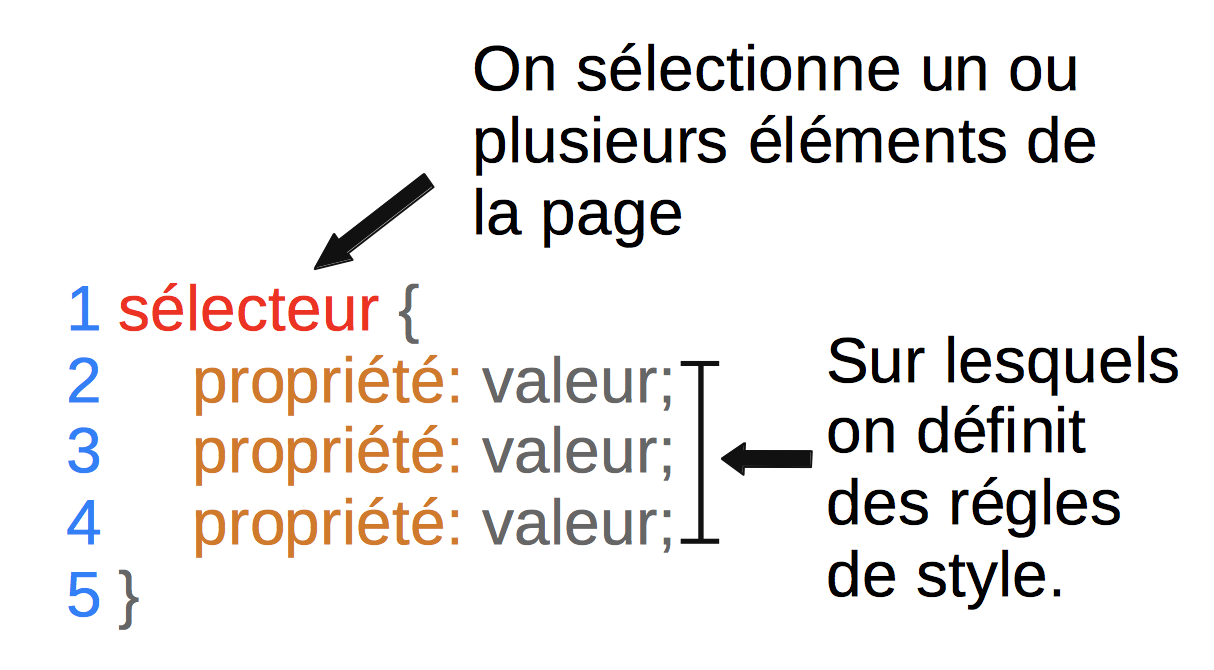 On sélectionne un ou
plusieurs éléments de
la page
1 sélecteur {
2 propriété: valeur;
3 propriété: valeur;
4 propriété: valeur;
5 }
Sur lesquels
on définit
des régles
de style.